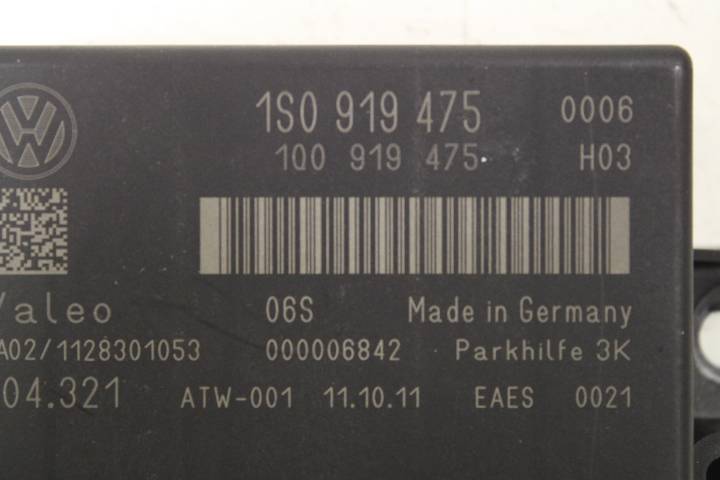 1S0 919 475 0006
1Q0 919 475 H03
Valeo 06S Made in Germany
A02/1128301053 000006842 Parkhilfe 3K
04.321 ATW-001 11.10.11 EAES 0021